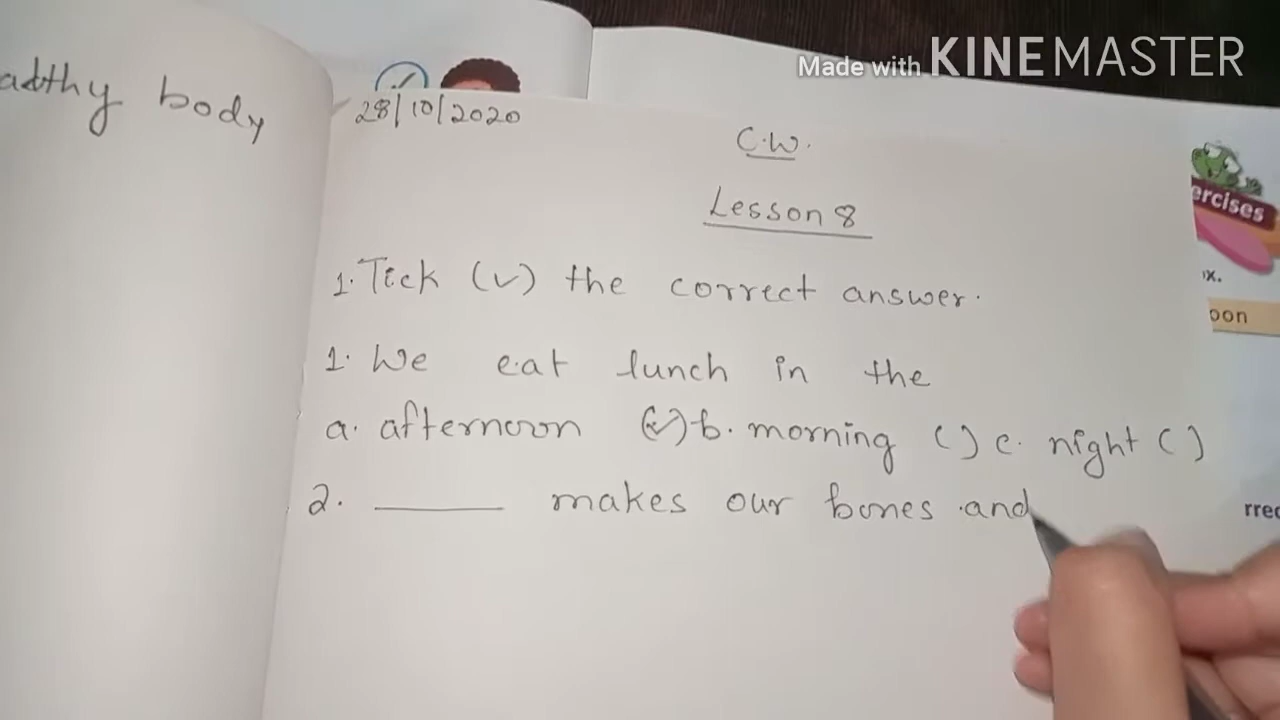 Made with KINEMASTER
body
28/10/2020
C.W.
Lesson 8
ercises
1. Tick (✓) the correct answer.
x.
oon
1. We eat lunch in the
a. afternoon (✓) b. morning ( ) c. night ( )
2. ______ makes our bones and
rrec